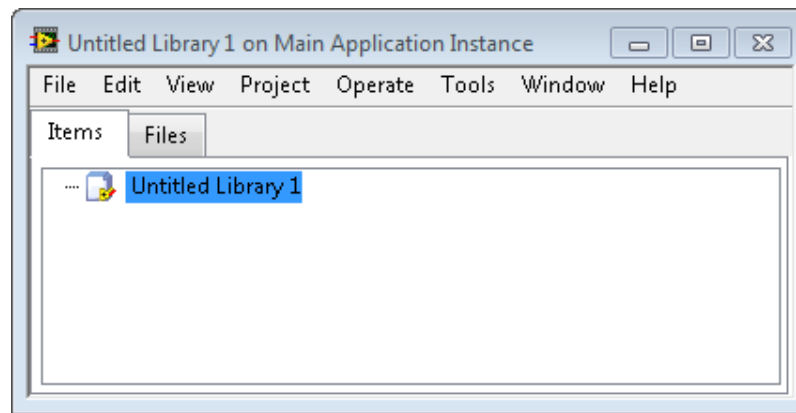 Untitled Library 1 on Main Application Instance
File Edit View Project Operate Tools Window Help
Items Files
Untitled Library 1